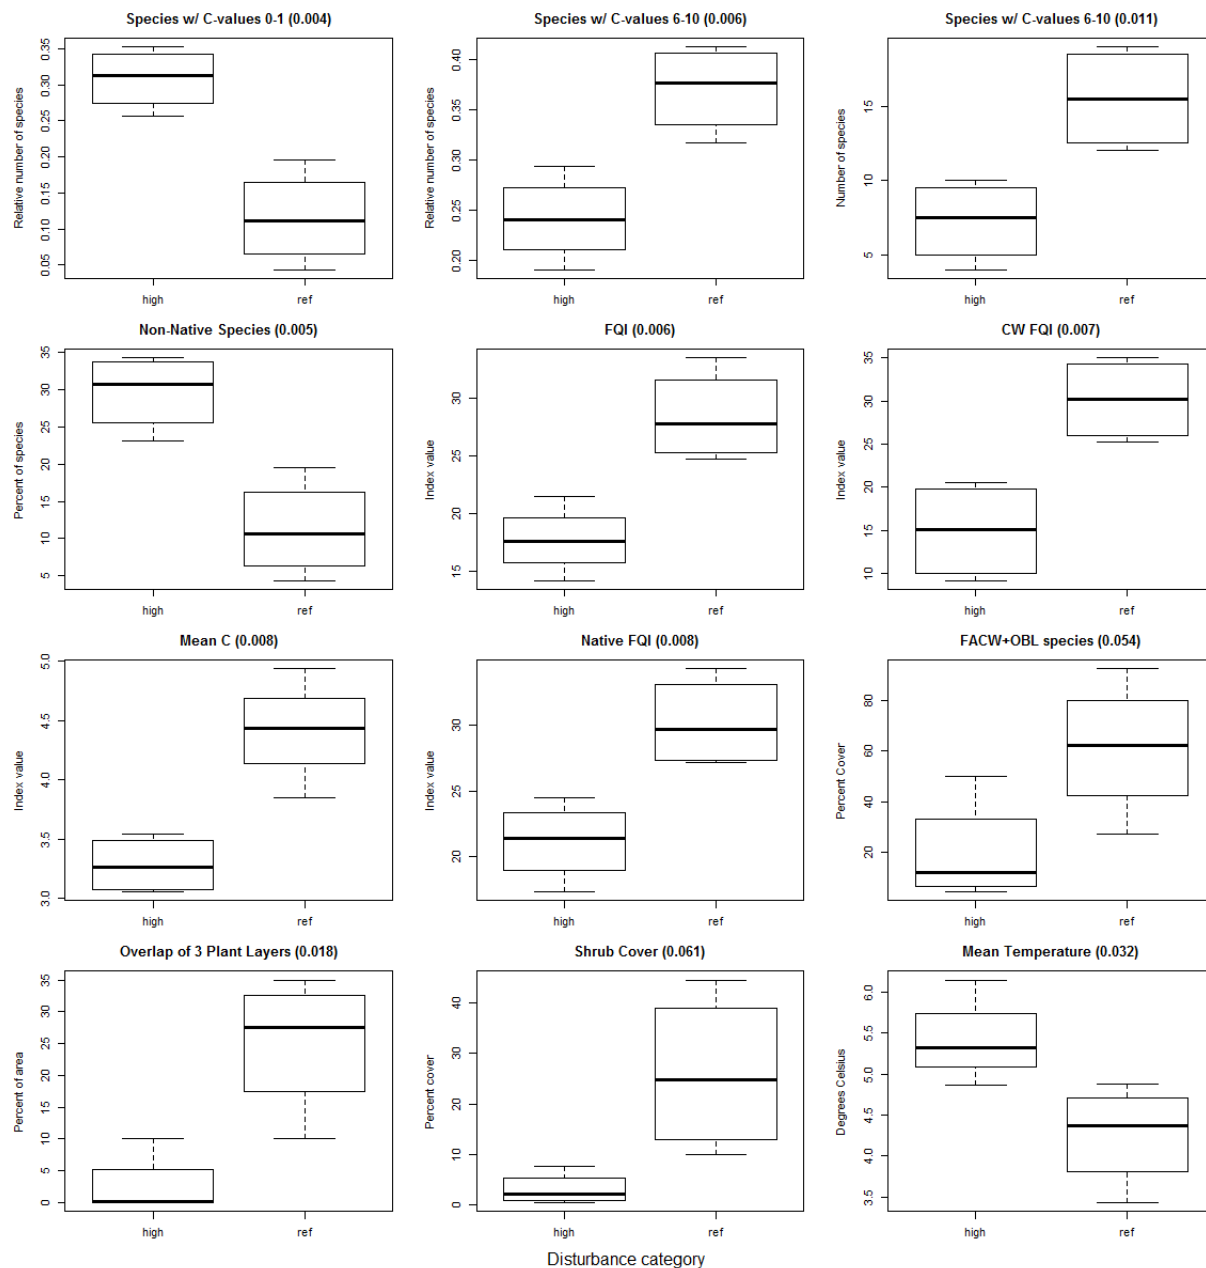 Species w/ C-values 0-1 (0.004)
Relative number of species
0.35
0.30
0.25
0.20
0.15
0.10
0.05
high ref
Species w/ C-values 6-10 (0.006)
Relative number of species
0.40
0.35
0.30
0.25
0.20
high ref
Species w/ C-values 6-10 (0.011)
Number of species
15
10
5
high ref
Non-Native Species (0.005)
Percent of species
35
30
25
20
15
10
5
high ref
FQI (0.006)
Index value
30
25
20
15
high ref
CW FQI (0.007)
Index value
35
30
25
20
15
10
high ref
Mean C (0.008)
Index value
5.0
4.5
4.0
3.5
3.0
high ref
Native FQI (0.008)
Index value
30
25
20
high ref
FACW+OBL species (0.054)
Percent Cover
80
60
40
20
high ref
Overlap of 3 Plant Layers (0.018)
Percent of area
35
30
25
20
15
10
5
0
high ref
Shrub Cover (0.061)
Percent cover
40
30
20
10
0
high ref
Mean Temperature (0.032)
Degrees Celsius
6.0
5.5
5.0
4.5
4.0
3.5
high ref
Disturbance category